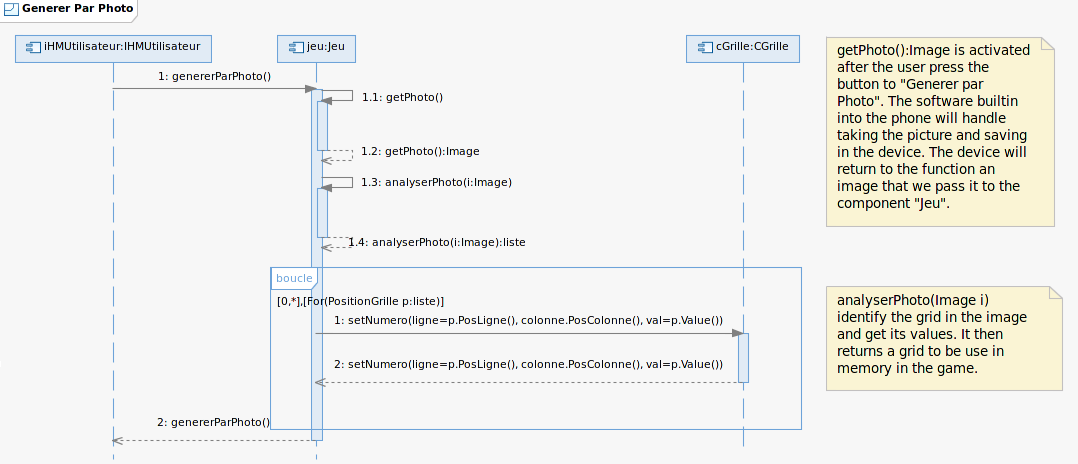 Generer Par Photo
iHMUtilisateur:IHMUtilisateur
jeu:Jeu
cGrille:CGrille
1: genererParPhoto()
1.1: getPhoto()
1.2: getPhoto():Image
1.3: analyserPhoto(i:Image)
1.4: analyserPhoto(i:Image):liste
boucle
[0,*],[For(PositionGrille p:liste)]
1: setNumero(ligne=p.PosLigne(), colonne.PosColonne(), val=p.Value())
2: setNumero(ligne=p.PosLigne(), colonne.PosColonne(), val=p.Value())
2: genererParPhoto()
getPhoto():Image is activated
after the user press the
button to "Generer par
Photo". The software builtin
into the phone will handle
taking the picture and saving
in the device. The device will
return to the function an
image that we pass it to the
component "Jeu".
analyserPhoto(Image i)
identify the grid in the image
and get its values. It then
returns a grid to be use in
memory in the game.